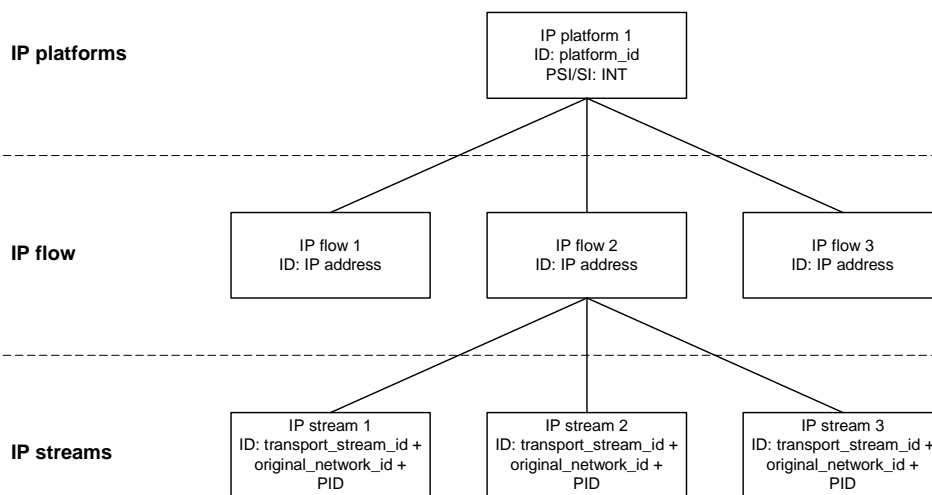 IP platforms
IP platform 1
ID: platform_id
PSI/SI: INT
IP flow
IP flow 1
ID: IP address
IP flow 2
ID: IP address
IP flow 3
ID: IP address
IP streams
IP stream 1
ID: transport_stream_id +
original_network_id +
PID
IP stream 2
ID: transport_stream_id +
original_network_id +
PID
IP stream 3
ID: transport_stream_id +
original_network_id +
PID